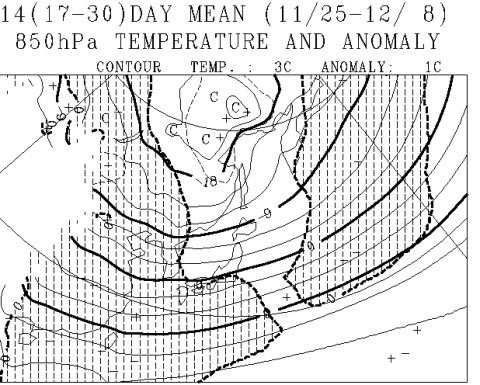 14(17-30)DAY MEAN (11/25-12/ 8)
850hPa TEMPERATURE AND ANOMALY
CONTOUR TEMP. : 3C ANOMALY: 1C
C
C
C
C
C
-18
0
0
0
0